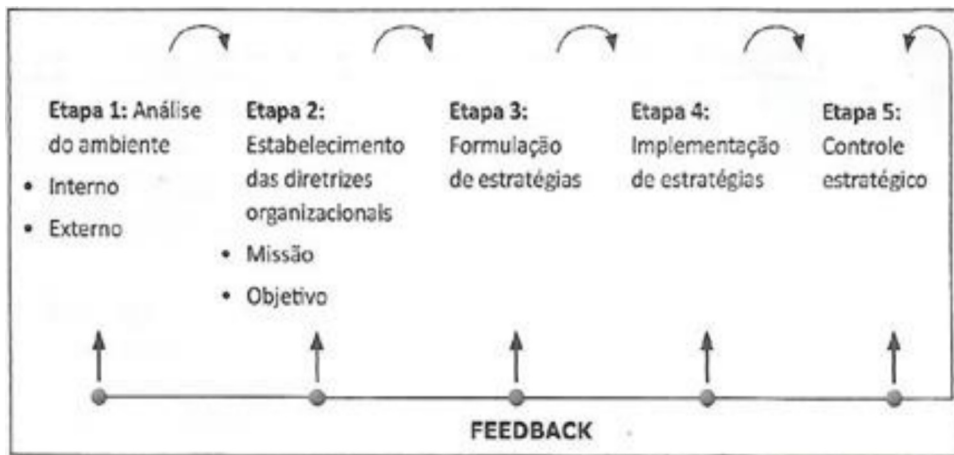 Etapa 1: Análise
do ambiente
• Interno
• Externo
Etapa 2:
Estabelecimento
das diretrizes
organizacionais
• Missão
• Objetivo
Etapa 3:
Formulação
de estratégias
Etapa 4:
Implementação
de estratégias
Etapa 5:
Controle
estratégico
FEEDBACK